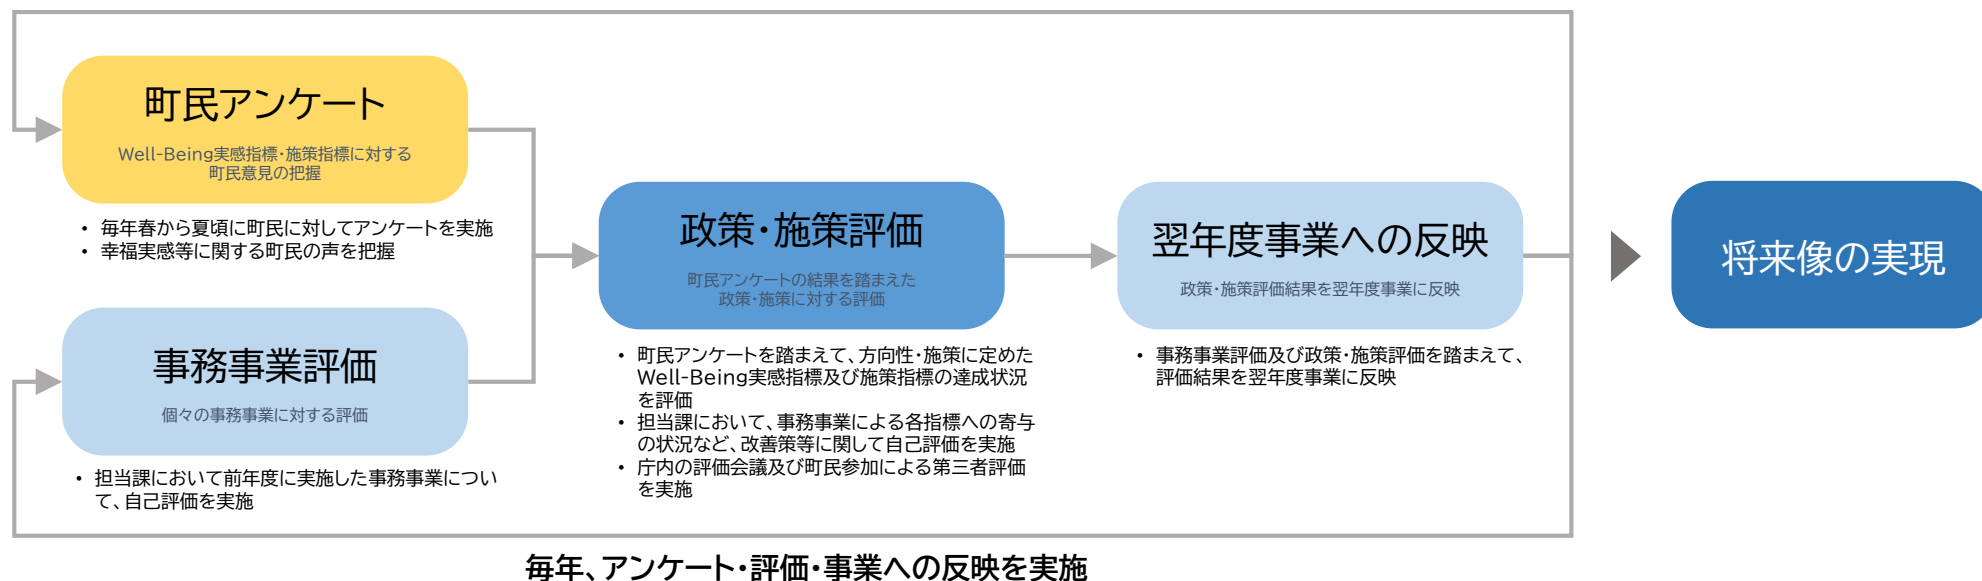 町民アンケート
Well-Being実感指標・施策指標に対する
町民意見の把握
・ 毎年春から夏頃に町民に対してアンケートを実施
・ 幸福実感等に関する町民の声を把握
事務事業評価
個々の事務事業に対する評価
・ 担当課において前年度に実施した事務事業につい
て、自己評価を実施
政策・施策評価
町民アンケートの結果を踏まえた
政策・施策に対する評価
・ 町民アンケートを踏まえて、方向性・施策に定めた
Well-Being実感指標及び施策指標の達成状況
を評価
・ 担当課において、事務事業による各指標への寄与
の状況など、改善策等に関して自己評価を実施
・ 庁内の評価会議及び町民参加による第三者評価
を実施
翌年度事業への反映
政策・施策評価結果を翌年度事業に反映
・ 事務事業評価及び政策・施策評価を踏まえて、
評価結果を翌年度事業に反映
将来像の実現
毎年、アンケート・評価・事業への反映を実施